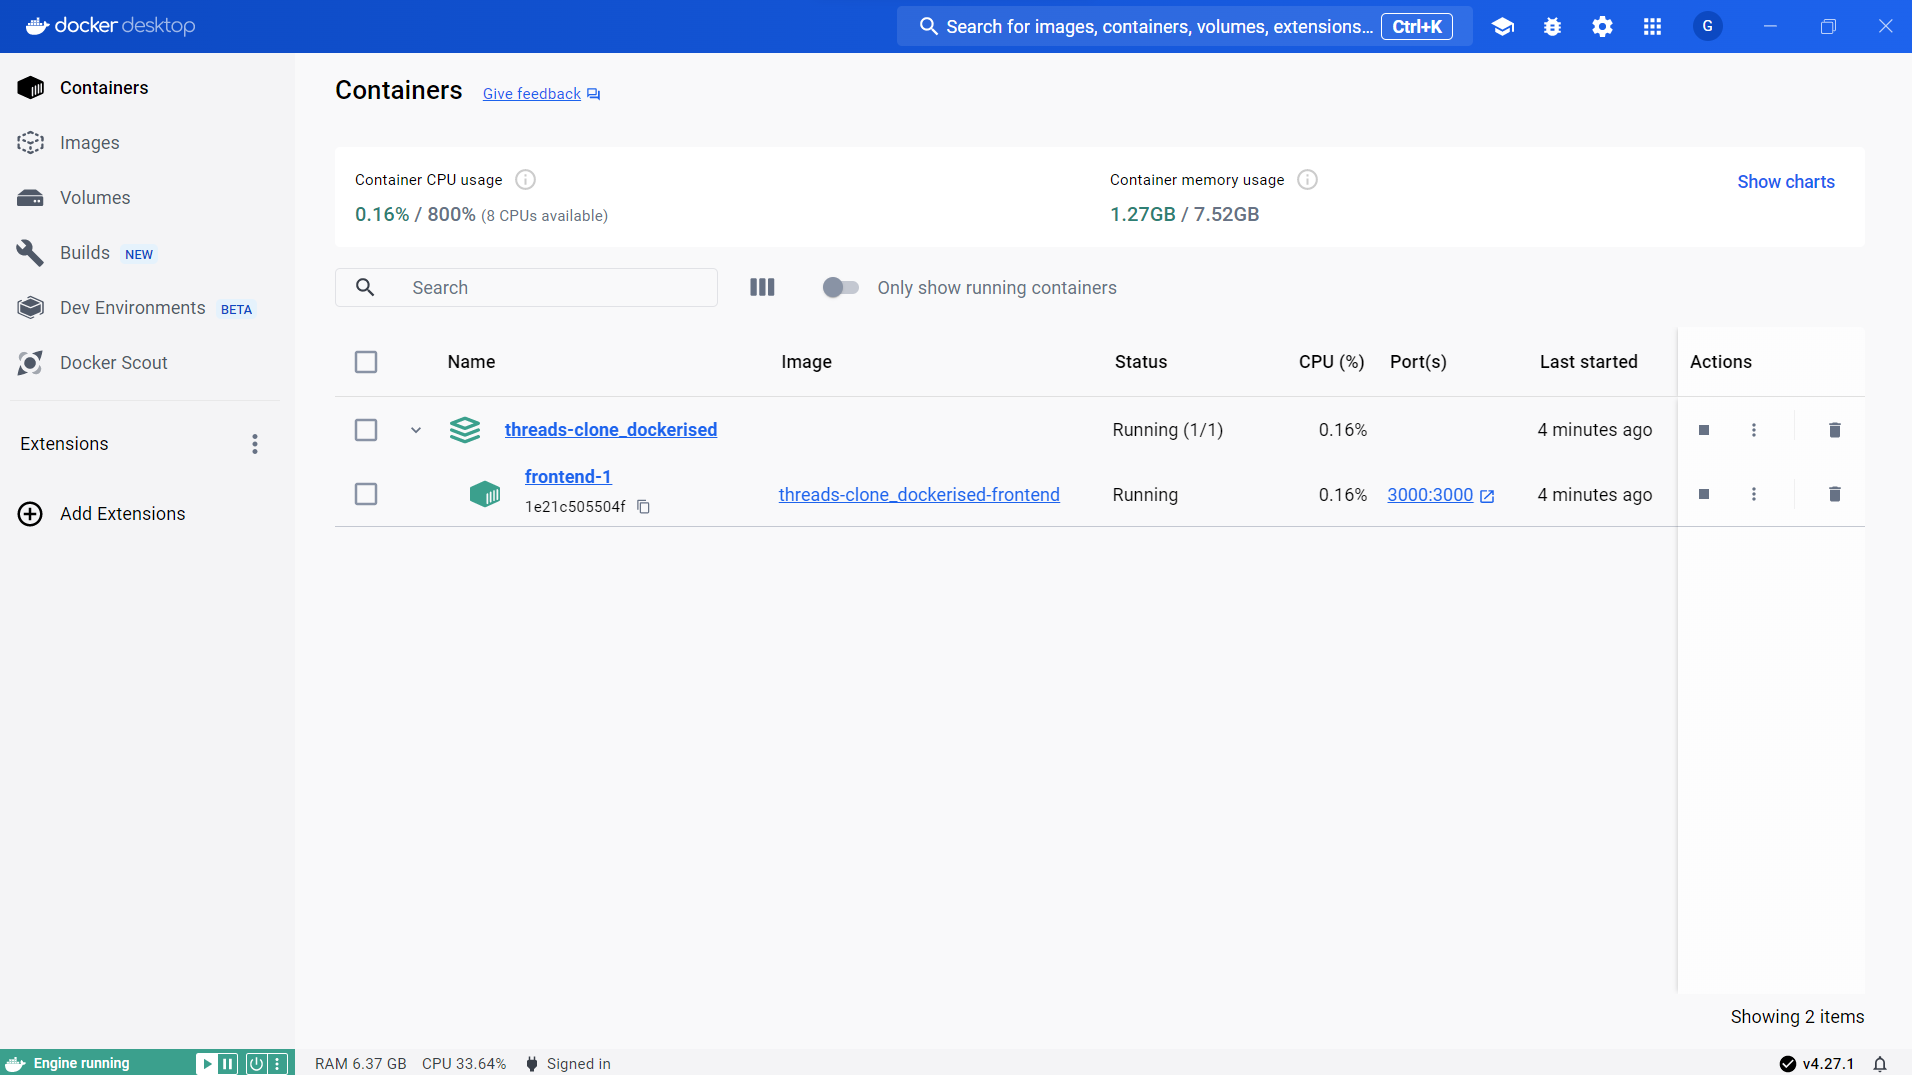 docker desktop
Search for images, containers, volumes, extensions... Ctrl+K
G
Containers
Images
Volumes
Builds NEW
Dev Environments BETA
Docker Scout
Extensions
Add Extensions
Containers Give feedback
Container CPU usage
0.16% / 800% (8 CPUs available)
Container memory usage
1.27GB / 7.52GB
Show charts
Search
Only show running containers
Name Image Status CPU (%) Port(s) Last started Actions
threads-clone_dockerised Running (1/1) 0.16% 4 minutes ago
frontend-1
1e21c505504f
threads-clone_dockerised-frontend Running 0.16% 3000:3000 4 minutes ago
Showing 2 items
Engine running
RAM 6.37 GB CPU 33.64% Signed in
v4.27.1